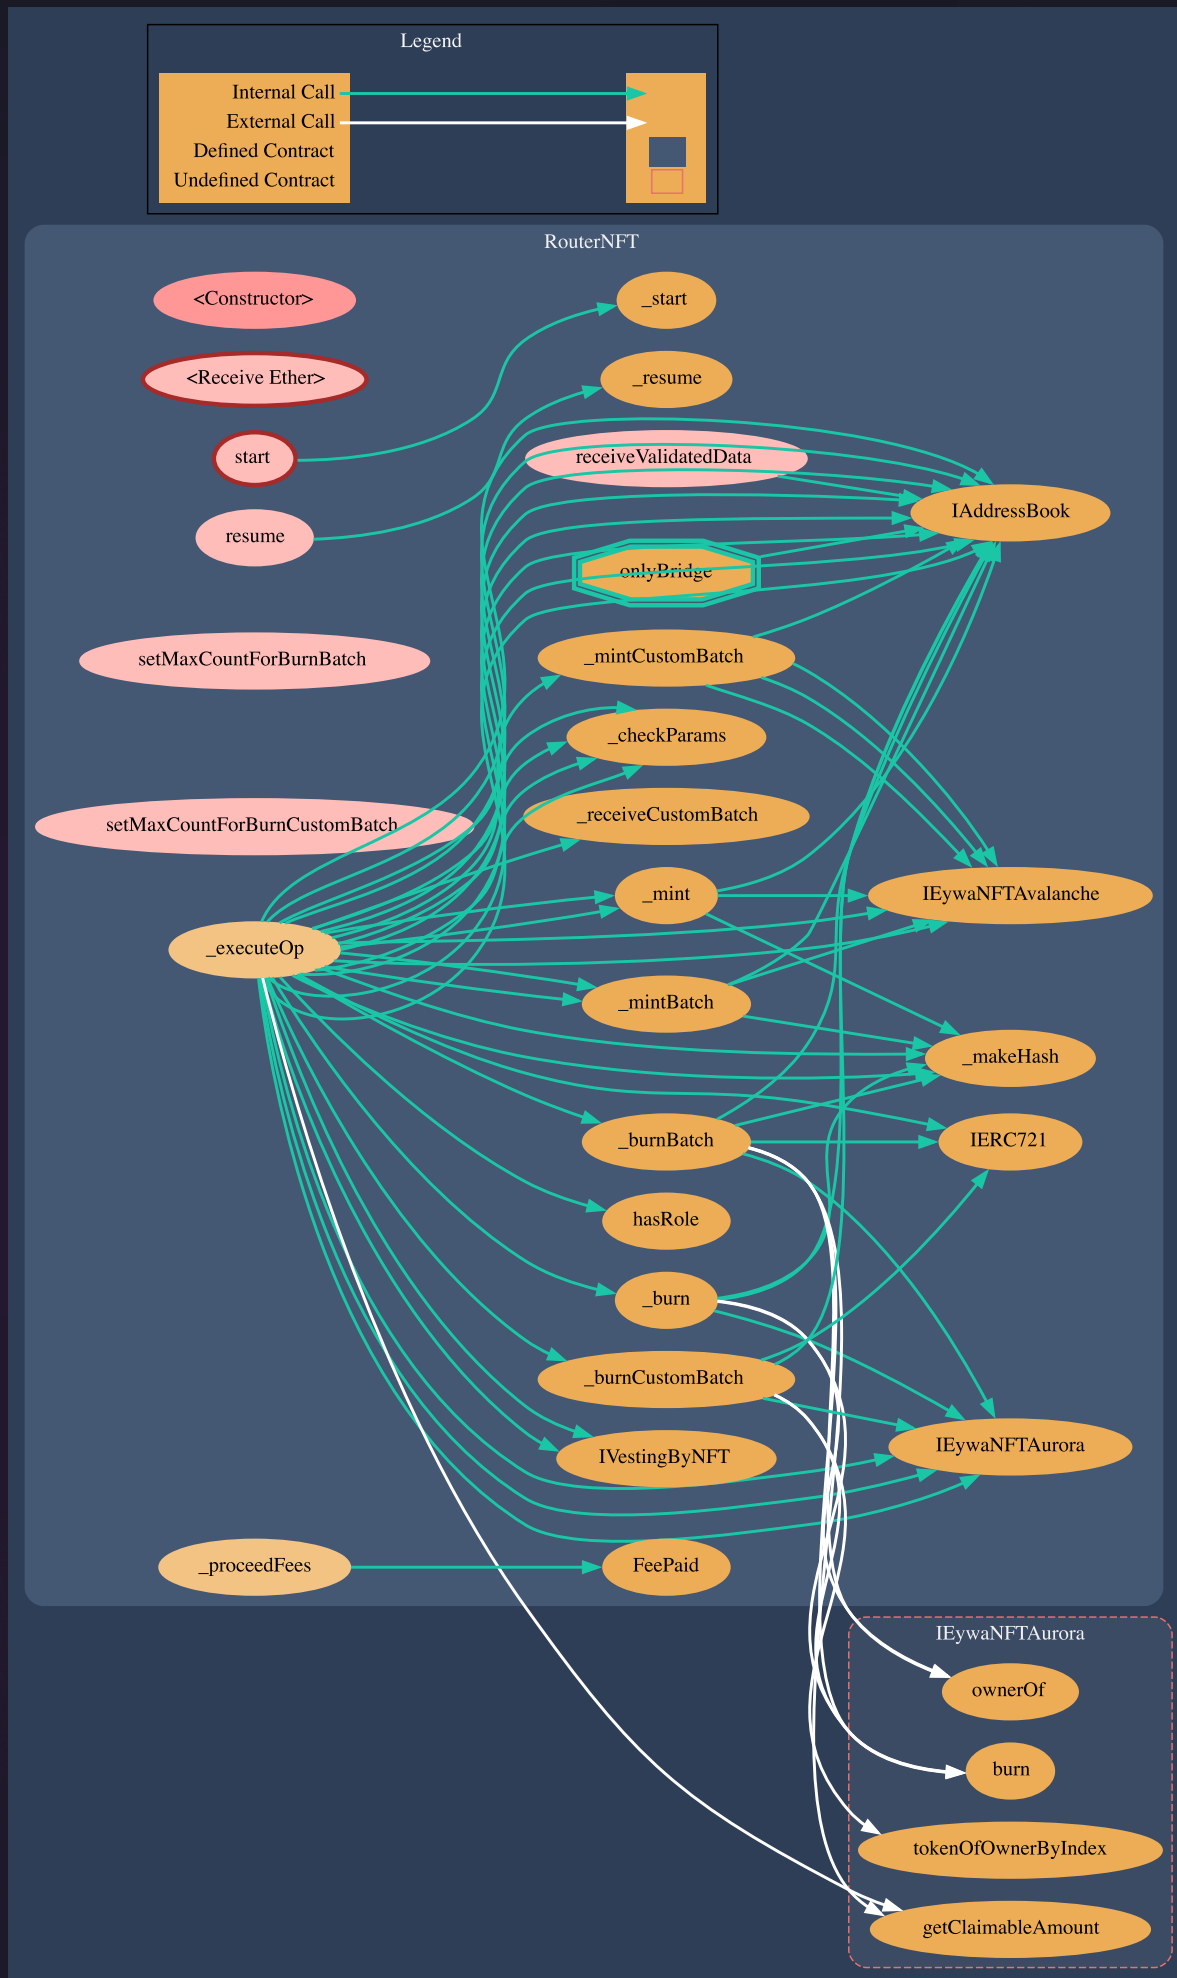 Legend
Internal Call
External Call
Defined Contract
Undefined Contract
RouterNFT
<Constructor>
_start
<Receive Ether>
_resume
start
receiveValidatedData
IAddressBook
resume
onlyBridge
setMaxCountForBurnBatch
_mintCustomBatch
_checkParams
setMaxCountForBurnCustomBatch
_receiveCustomBatch
_mint
IEywaNFTAvalanche
_executeOp
_mintBatch
_makeHash
_burnBatch
IERC721
hasRole
_burn
_burnCustomBatch
IVestingByNFT
IEywaNFTAurora
_proceedFees
FeePaid
IEywaNFTAurora
ownerOf
burn
tokenOfOwnerByIndex
getClaimableAmount